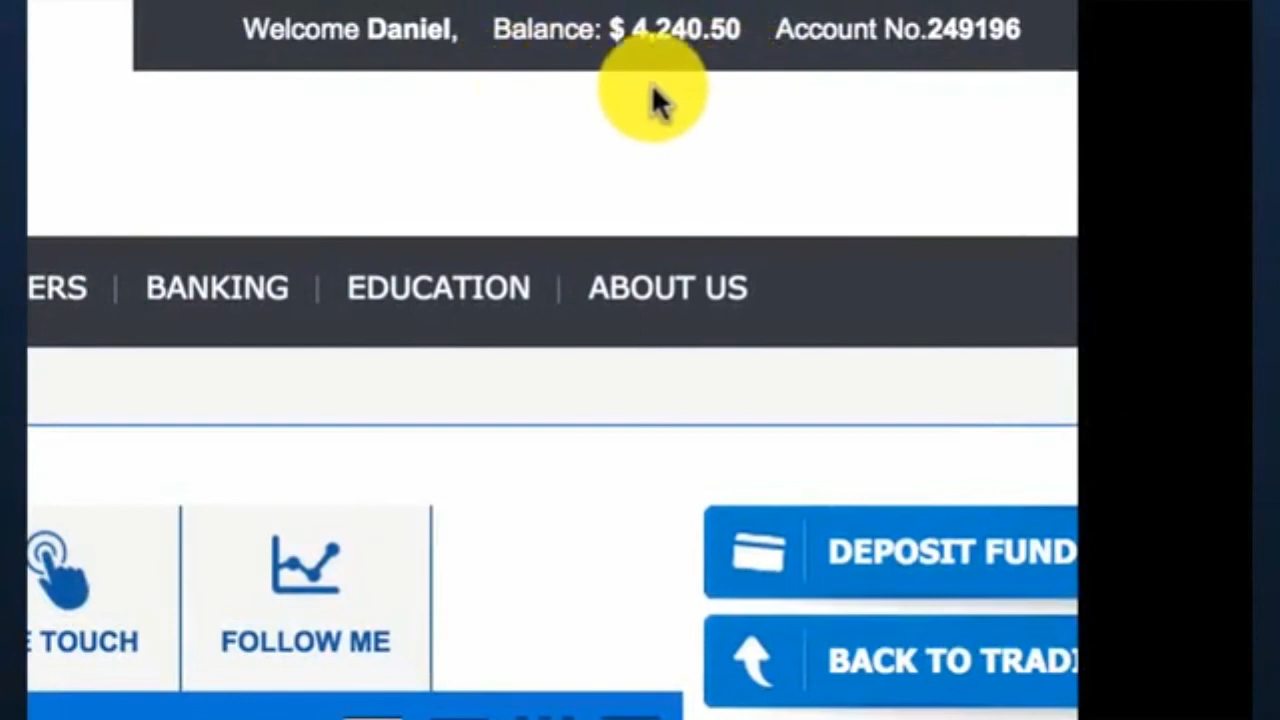 Welcome Daniel, Balance: $ 4,240.50 Account No.249196
ERS | BANKING | EDUCATION | ABOUT US
E TOUCH
FOLLOW ME
DEPOSIT FUND
BACK TO TRADI